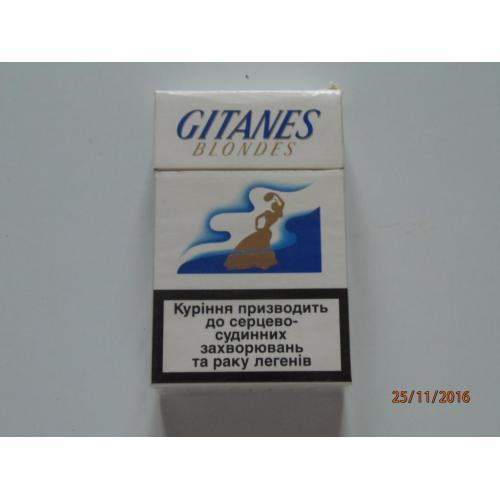 GITANES
BLONDES
Куріння призводить
до серцево-
судинних
захворювань
та раку легенів
25/11/2016